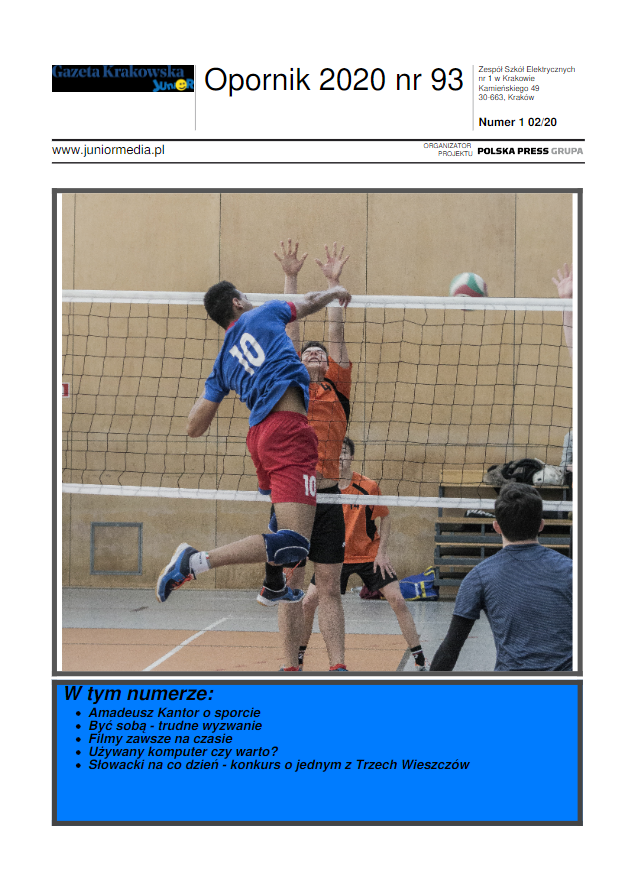 Gazeta Krakowska
Junior
Opornik 2020 nr 93
Zespół Szkół Elektrycznych
nr 1 w Krakowie
Kamieńskiego 49
30-663, Kraków
Numer 1 02/20
www.juniormedia.pl
ORGANIZATOR
PROJEKTU
POLSKA PRESS GRUPA
10
10
14
W tym numerze:
Amadeusz Kantor o sporcie
Być sobą - trudne wyzwanie
Filmy zawsze na czasie
Używany komputer czy warto?
Słowacki na co dzień - konkurs o jednym z Trzech Wieszczów